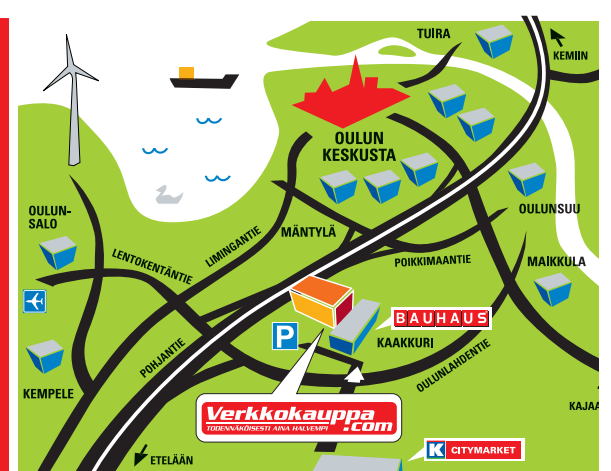 TUIRA
KEMIIN
OULUN
KESKUSTA
OULUN-
SALO
OULUNSUU
LENTOKENTÄNTIE
LIMINGANTIE
MÄNTYLÄ
POIKKIMAANTIE
MAIKKULA
BAUHAUS
P
KAAKKURI
POHJANTIE
OULUNLAHDENTIE
KEMPELE
Verkkokauppa
.com
TODENNÄKÖISESTI AINA HALVEMPI
KAJAA
ETELÄÄN
K CITYMARKET